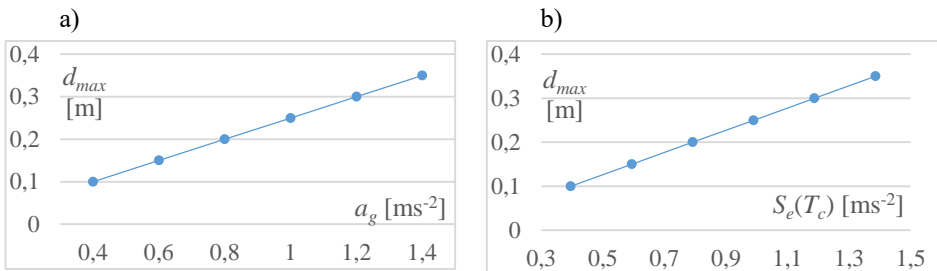 a)
0,4
d_max
[m]
0,3
0,2
0,1
a_g [ms⁻²]
0
0,4 0,6 0,8 1 1,2 1,4
b)
0,4
d_max
[m]
0,3
0,2
0,1
S_e(T_c) [ms⁻²]
0
0,3 0,5 0,7 0,9 1,1 1,3 1,5